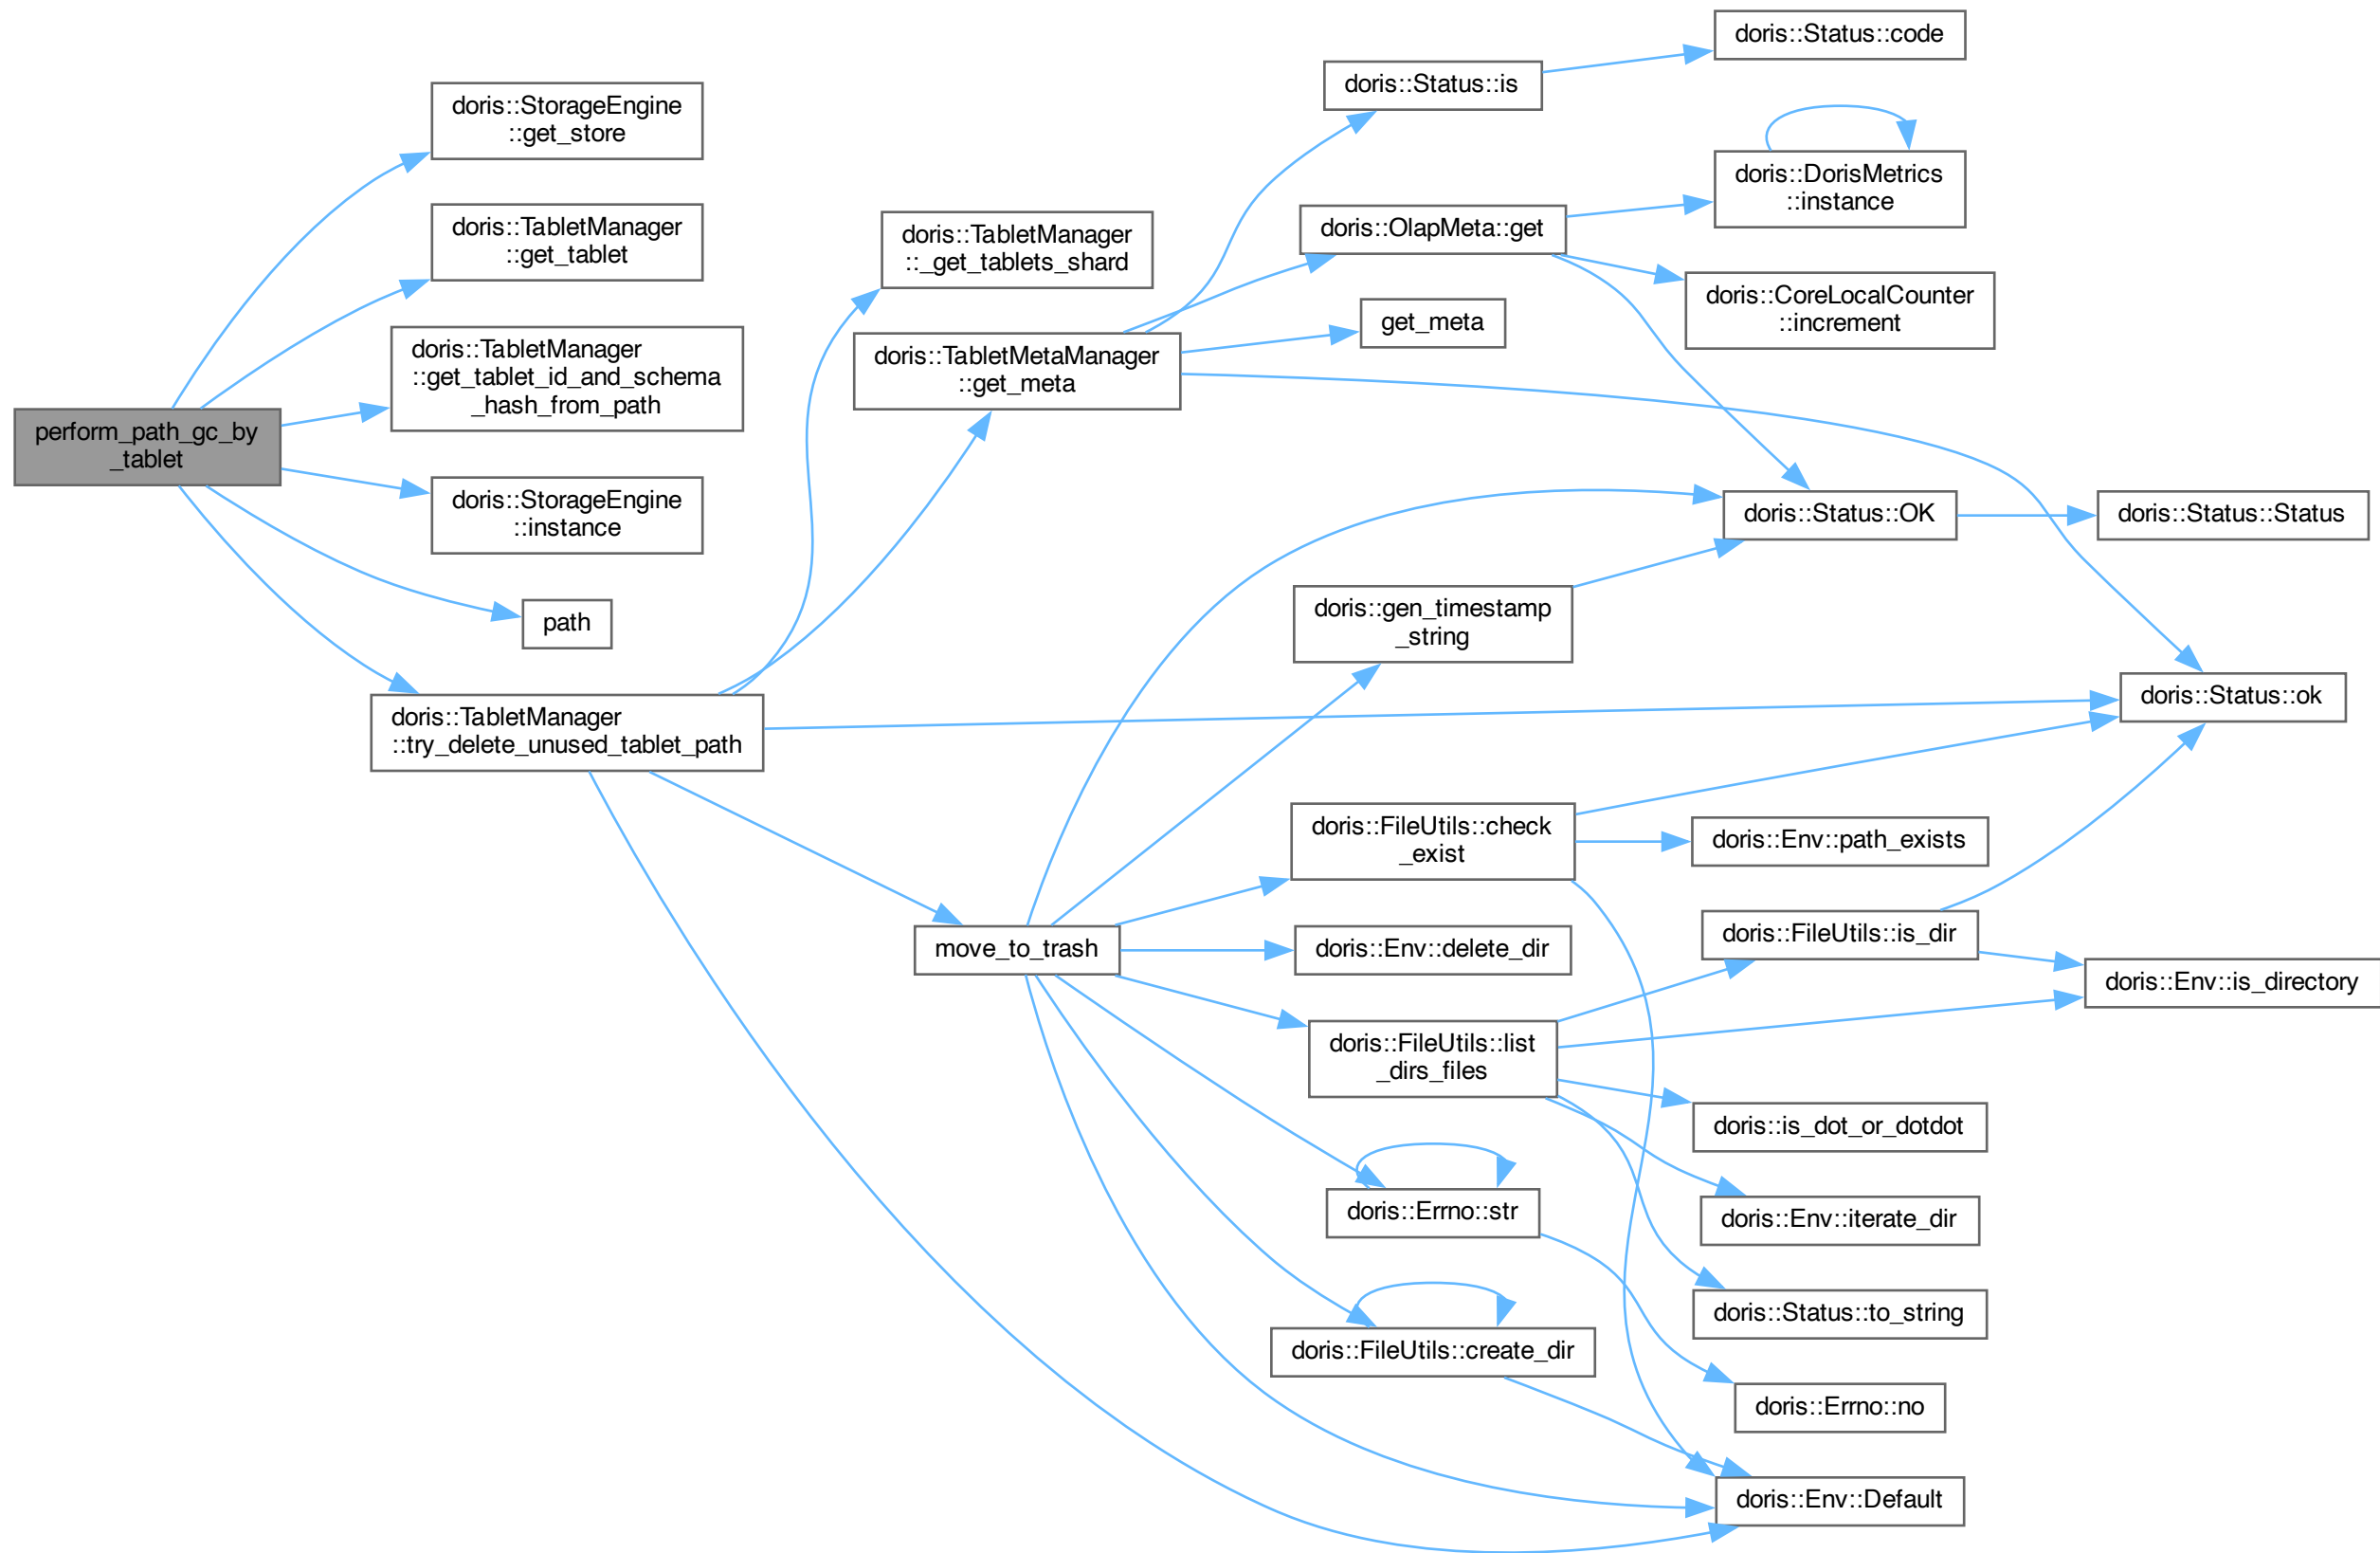 perform_path_gc_by
_tablet
doris::StorageEngine
::get_store
doris::TabletManager
::get_tablet
doris::TabletManager
::get_tablet_id_and_schema
_hash_from_path
doris::StorageEngine
::instance
path
doris::TabletManager
::try_delete_unused_tablet_path
doris::TabletManager
::_get_tablets_shard
doris::TabletMetaManager
::get_meta
move_to_trash
doris::Status::is
doris::OlapMeta::get
get_meta
doris::gen_timestamp
_string
doris::FileUtils::check
_exist
doris::Env::delete_dir
doris::FileUtils::list
_dirs_files
doris::Errno::str
doris::FileUtils::create_dir
doris::Status::code
doris::DorisMetrics
::instance
doris::CoreLocalCounter
::increment
doris::Status::OK
doris::Env::path_exists
doris::FileUtils::is_dir
doris::is_dot_or_dotdot
doris::Env::iterate_dir
doris::Status::to_string
doris::Errno::no
doris::Env::Default
doris::Status::Status
doris::Status::ok
doris::Env::is_directory